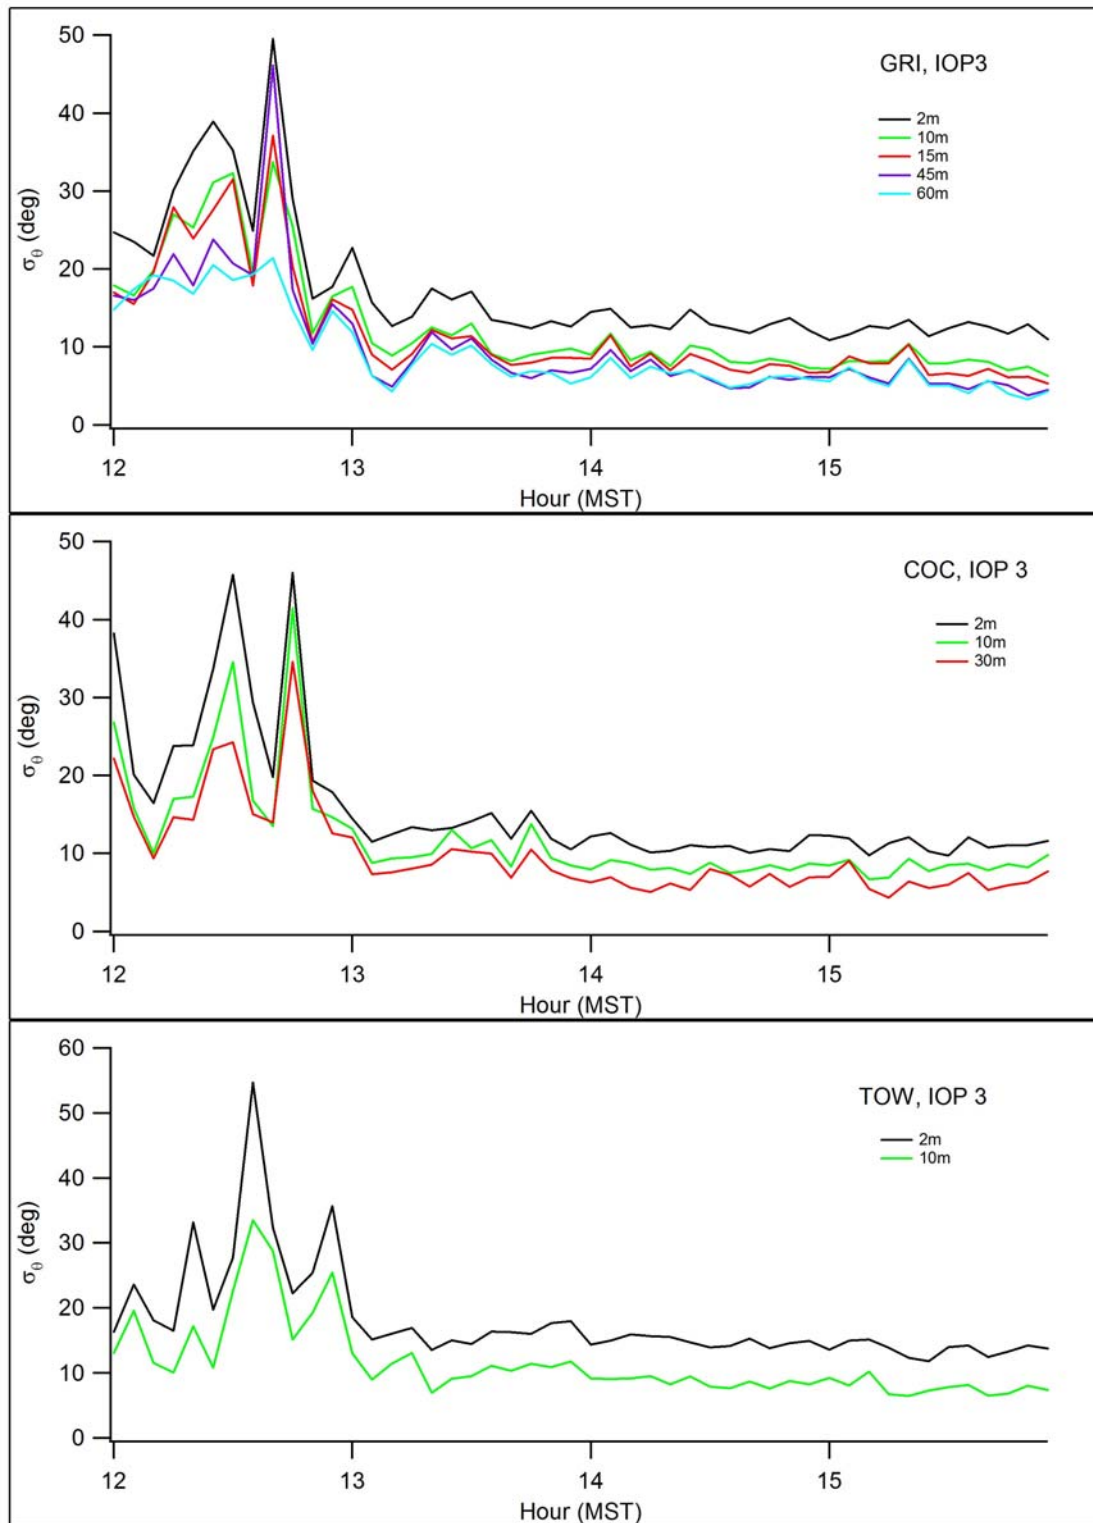 GRI, IOP3
2m
10m
15m
45m
60m
50
40
30
20
10
0
σθ (deg)
12
13
14
15
Hour (MST)
COC, IOP 3
2m
10m
30m
50
40
30
20
10
0
σθ (deg)
12
13
14
15
Hour (MST)
TOW, IOP 3
2m
10m
60
50
40
30
20
10
0
σθ (deg)
12
13
14
15
Hour (MST)